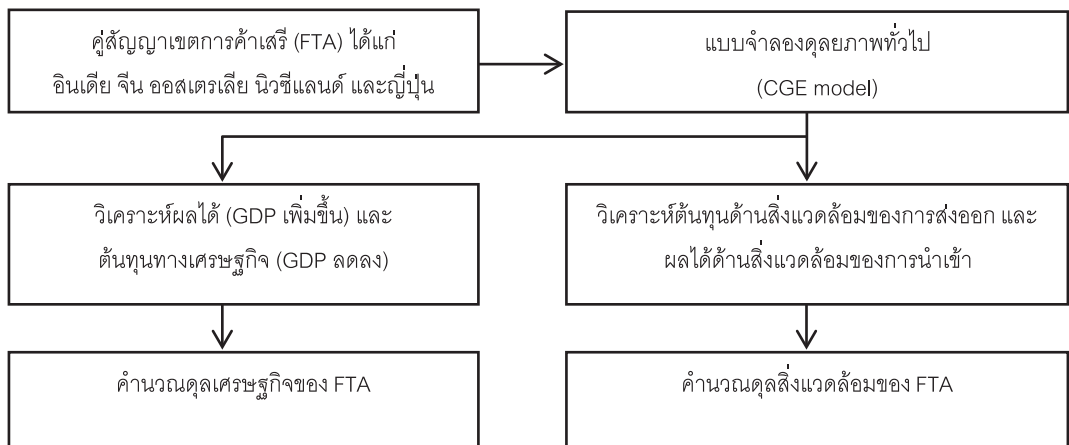 คู่สัญญาเขตการค้าเสรี (FTA) ได้แก่
อินเดีย จีน ออสเตรเลีย นิวซีแลนด์ และญี่ปุ่น
แบบจำลองดุลยภาพทั่วไป
(CGE model)
วิเคราะห์ผลได้ (GDP เพิ่มขึ้น) และ
ต้นทุนทางเศรษฐกิจ (GDP ลดลง)
วิเคราะห์ต้นทุนด้านสิ่งแวดล้อมของการส่งออก และ
ผลได้ด้านสิ่งแวดล้อมของการนำเข้า
คำนวณดุลเศรษฐกิจของ FTA
คำนวณดุลสิ่งแวดล้อมของ FTA